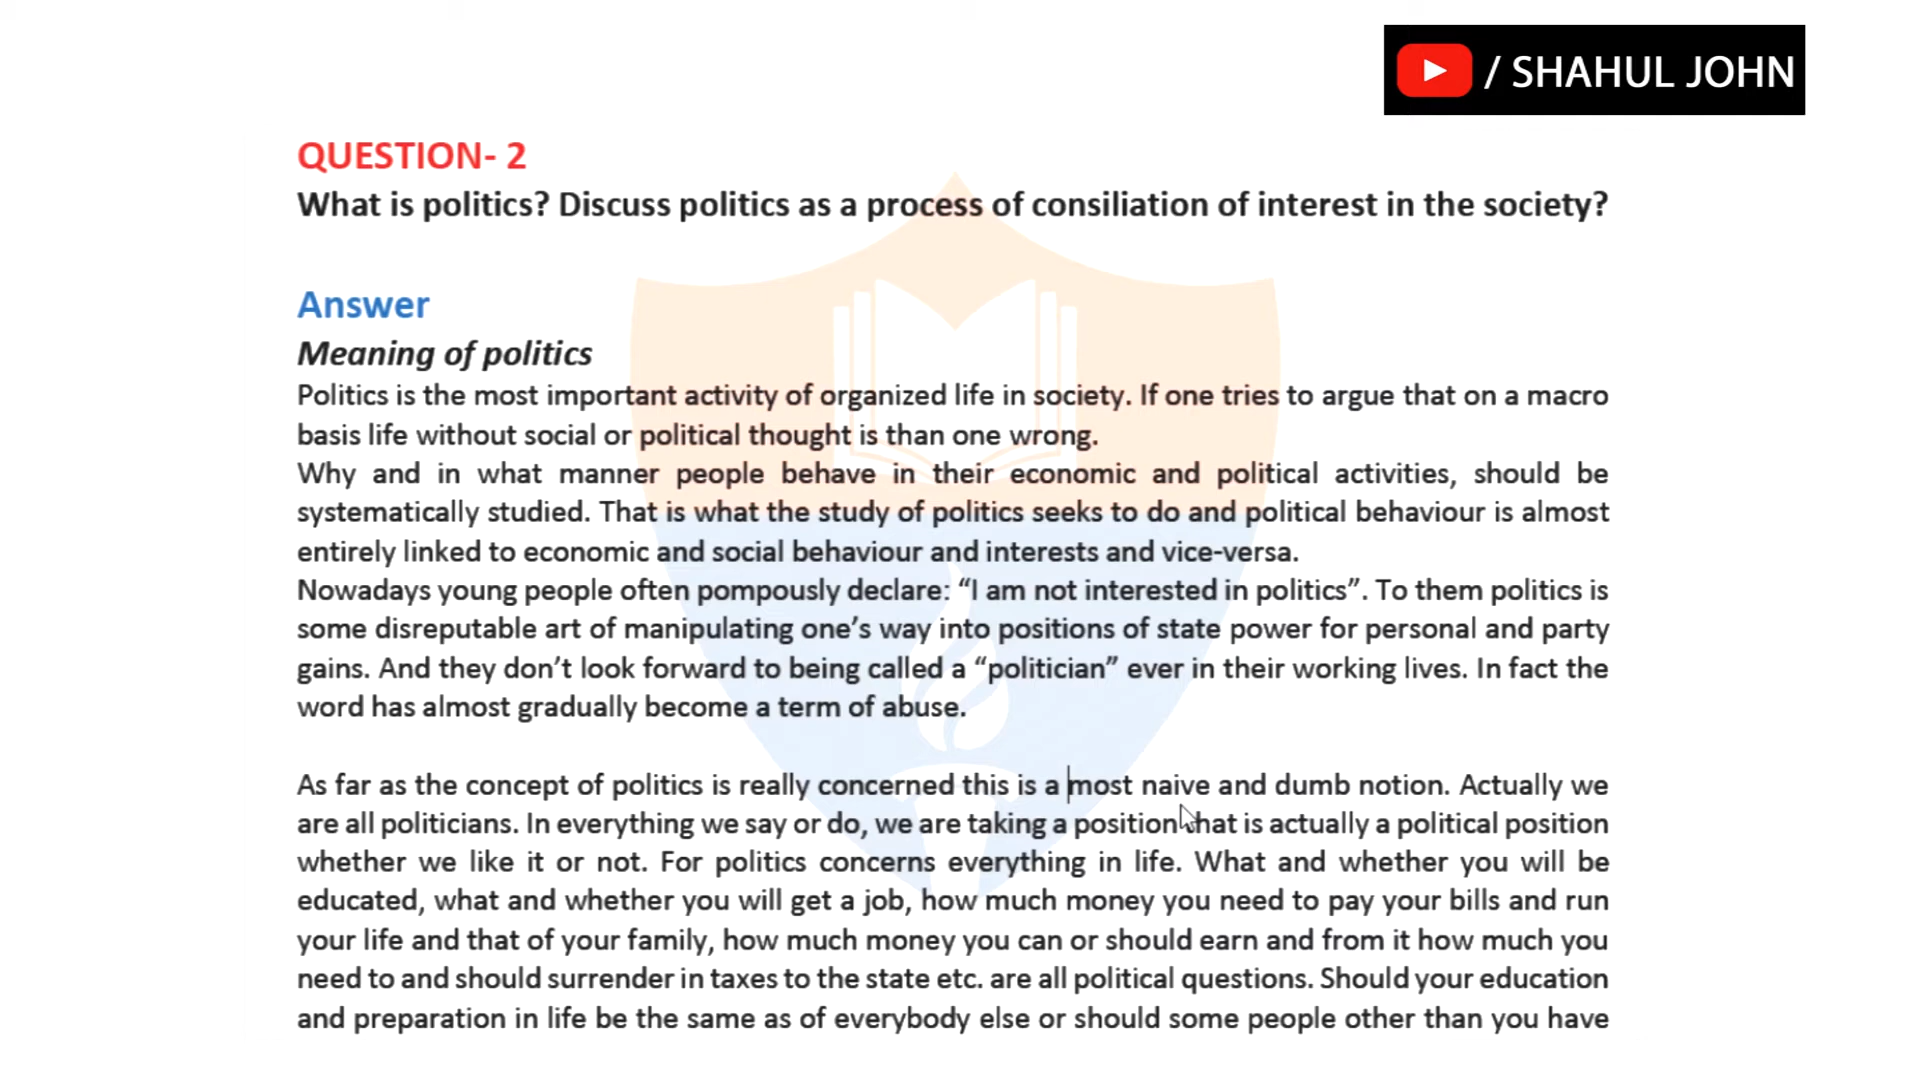 / SHAHUL JOHN
QUESTION- 2
What is politics? Discuss politics as a process of consiliation of interest in the society?
Answer
Meaning of politics
Politics is the most important activity of organized life in society. If one tries to argue that on a macro
basis life without social or political thought is than one wrong.
Why and in what manner people behave in their economic and political activities, should be
systematically studied. That is what the study of politics seeks to do and political behaviour is almost
entirely linked to economic and social behaviour and interests and vice-versa.
Nowadays young people often pompously declare: “I am not interested in politics”. To them politics is
some disreputable art of manipulating one’s way into positions of state power for personal and party
gains. And they don’t look forward to being called a “politician” ever in their working lives. In fact the
word has almost gradually become a term of abuse.
As far as the concept of politics is really concerned this is a most naive and dumb notion. Actually we
are all politicians. In everything we say or do, we are taking a position that is actually a political position
whether we like it or not. For politics concerns everything in life. What and whether you will be
educated, what and whether you will get a job, how much money you need to pay your bills and run
your life and that of your family, how much money you can or should earn and from it how much you
need to and should surrender in taxes to the state etc. are all political questions. Should your education
and preparation in life be the same as of everybody else or should some people other than you have